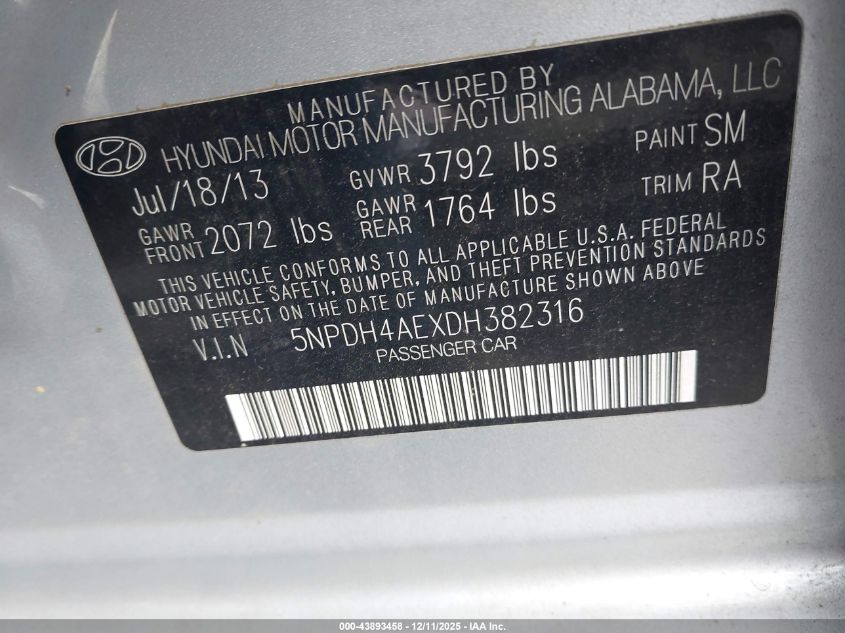 MANUFACTURED BY
HYUNDAI MOTOR MANUFACTURING ALABAMA, LLC
Jul/18/13 GVWR 3792 lbs PAINT SM
GAWR FRONT 2072 lbs GAWR REAR 1764 lbs TRIM RA
THIS VEHICLE CONFORMS TO ALL APPLICABLE U.S.A. FEDERAL
MOTOR VEHICLE SAFETY, BUMPER, AND THEFT PREVENTION STANDARDS
IN EFFECT ON THE DATE OF MANUFACTURE SHOWN ABOVE
V.I.N 5NPDH4AEXDH382316
PASSENGER CAR
000-43893458 - 12/11/2025 - IAA Inc.